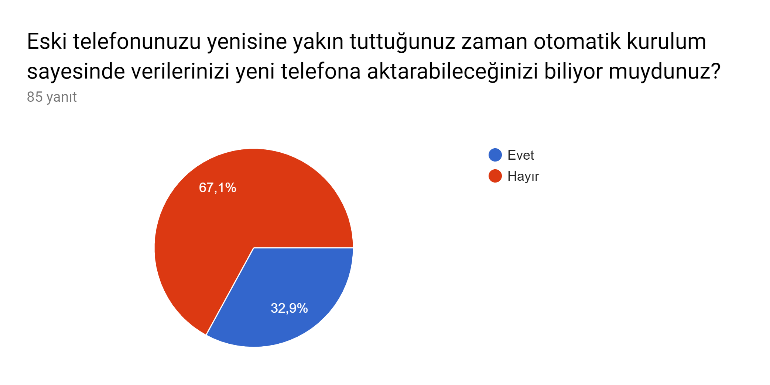 Eski telefonunuzu yenisine yakın tuttuğunuz zaman otomatik kurulum
sayesinde verilerinizi yeni telefona aktarabileceğinizi biliyor muydunuz?
85 yanıt
Evet
Hayır
67,1%
32,9%